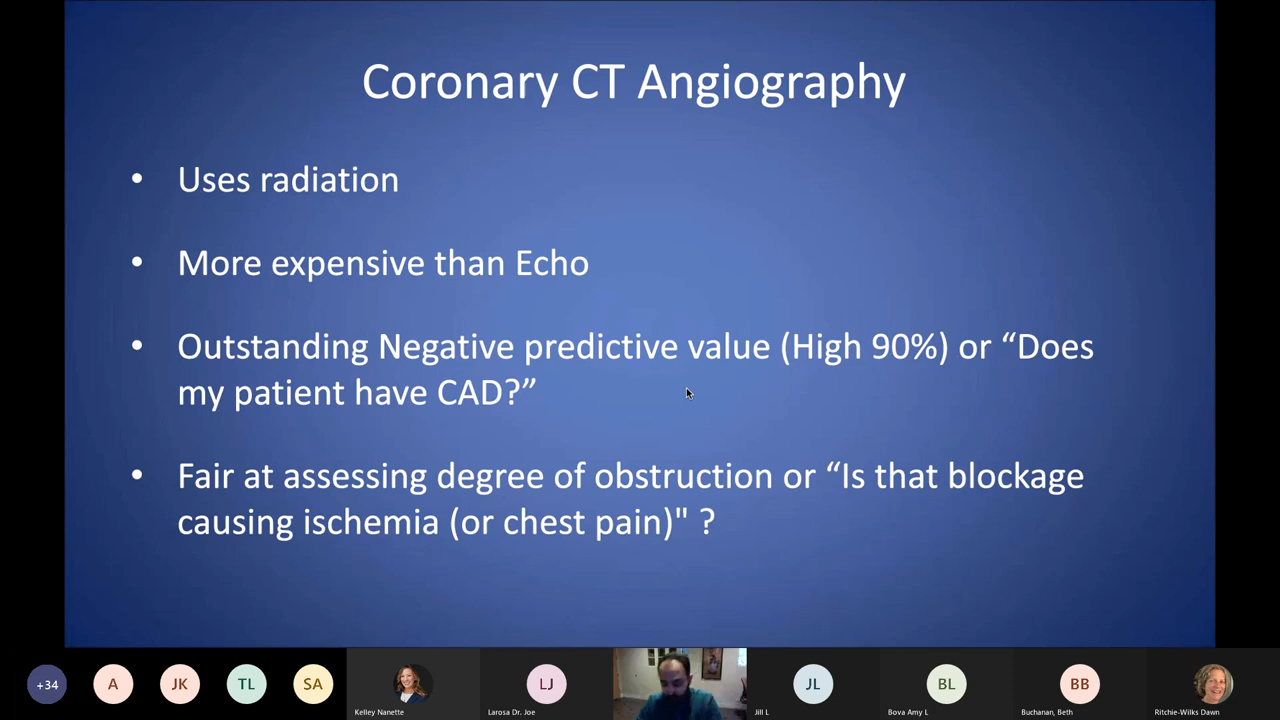 Coronary CT Angiography
• Uses radiation
• More expensive than Echo
• Outstanding Negative predictive value (High 90%) or “Does
my patient have CAD?”
• Fair at assessing degree of obstruction or “Is that blockage
causing ischemia (or chest pain)" ?
+34
A
JK
TL
SA
Kelley Nanette
LJ
Larosa Dr. Joe
JL
Jill L
BL
Bova Amy L
BB
Buchanan, Beth
Ritchie-Wilks Dawn